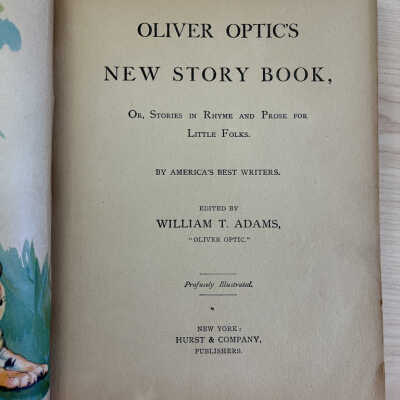 OLIVER OPTIC'S
NEW STORY BOOK,
OR, STORIES IN RHYME AND PROSE FOR
LITTLE FOLKS.
BY AMERICA'S BEST WRITERS.
EDITED BY
WILLIAM T. ADAMS,
"OLIVER OPTIC."
Profusely Illustrated.
NEW YORK:
HURST & COMPANY,
PUBLISHERS.